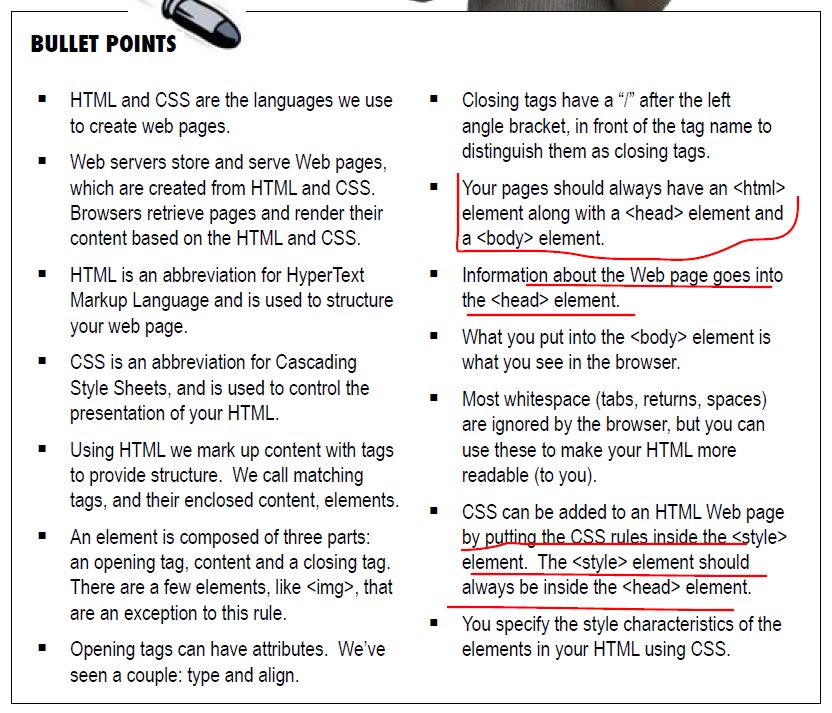 BULLET POINTS
▪ HTML and CSS are the languages we use
to create web pages.
▪ Web servers store and serve Web pages,
which are created from HTML and CSS.
Browsers retrieve pages and render their
content based on the HTML and CSS.
▪ HTML is an abbreviation for HyperText
Markup Language and is used to structure
your web page.
▪ CSS is an abbreviation for Cascading
Style Sheets, and is used to control the
presentation of your HTML.
▪ Using HTML we mark up content with tags
to provide structure. We call matching
tags, and their enclosed content, elements.
▪ An element is composed of three parts:
an opening tag, content and a closing tag.
There are a few elements, like <img>, that
are an exception to this rule.
▪ Opening tags can have attributes. We’ve
seen a couple: type and align.
▪ Closing tags have a “/” after the left
angle bracket, in front of the tag name to
distinguish them as closing tags.
▪ Your pages should always have an <html>
element along with a <head> element and
a <body> element.
▪ Information about the Web page goes into
the <head> element.
▪ What you put into the <body> element is
what you see in the browser.
▪ Most whitespace (tabs, returns, spaces)
are ignored by the browser, but you can
use these to make your HTML more
readable (to you).
▪ CSS can be added to an HTML Web page
by putting the CSS rules inside the <style>
element. The <style> element should
always be inside the <head> element.
▪ You specify the style characteristics of the
elements in your HTML using CSS.